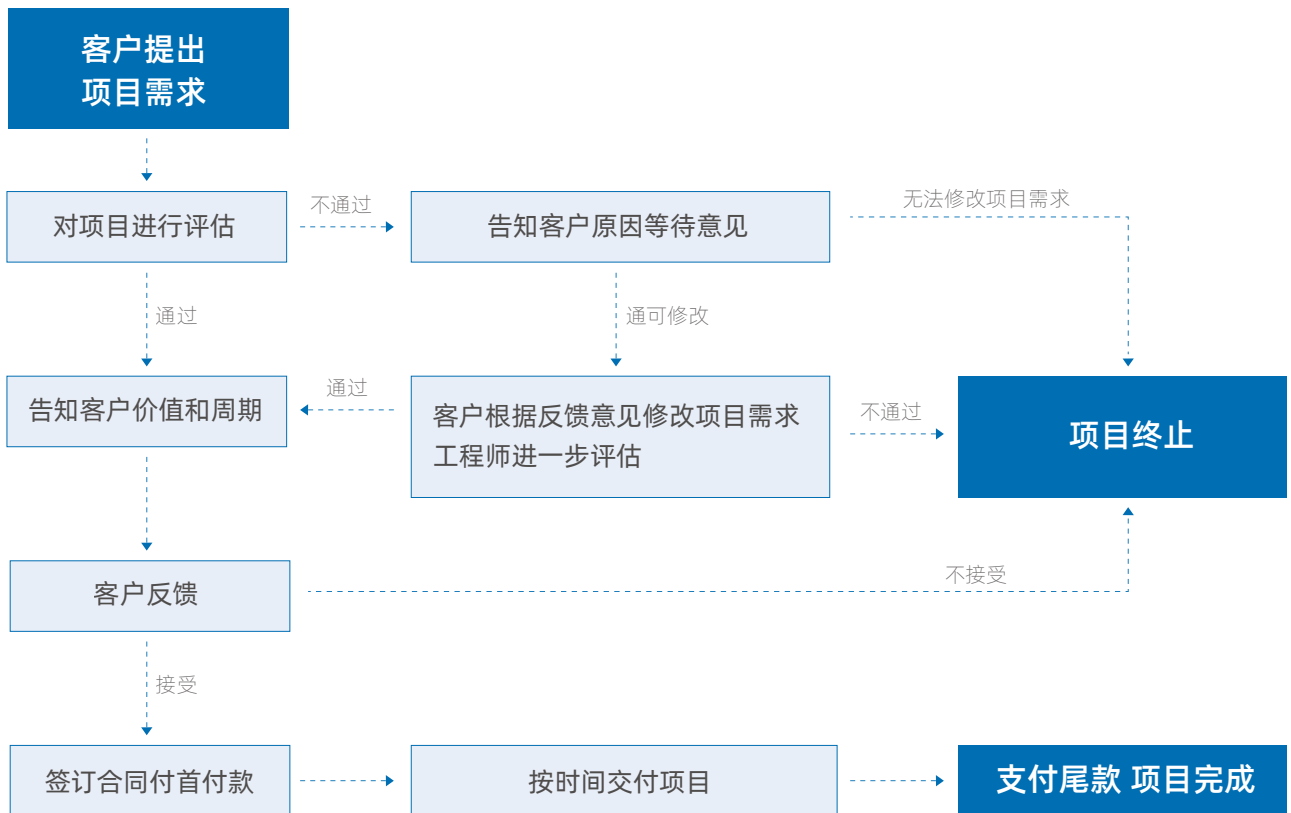 客户提出
项目需求
对项目进行评估
不通过
告知客户原因等待意见
无法修改项目需求
通过
通可修改
告知客户价值和周期
通过
客户根据反馈意见修改项目需求
工程师进一步评估
不通过
项目终止
客户反馈
不接受
接受
签订合同付首付款
按时间交付项目
支付尾款 项目完成